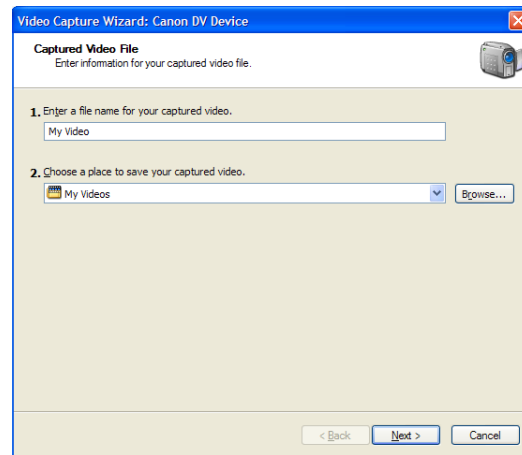 Video Capture Wizard: Canon DV Device
Captured Video File
Enter information for your captured video file.
1. Enter a file name for your captured video.
My Video
2. Choose a place to save your captured video.
My Videos
Browse...
< Back
Next >
Cancel